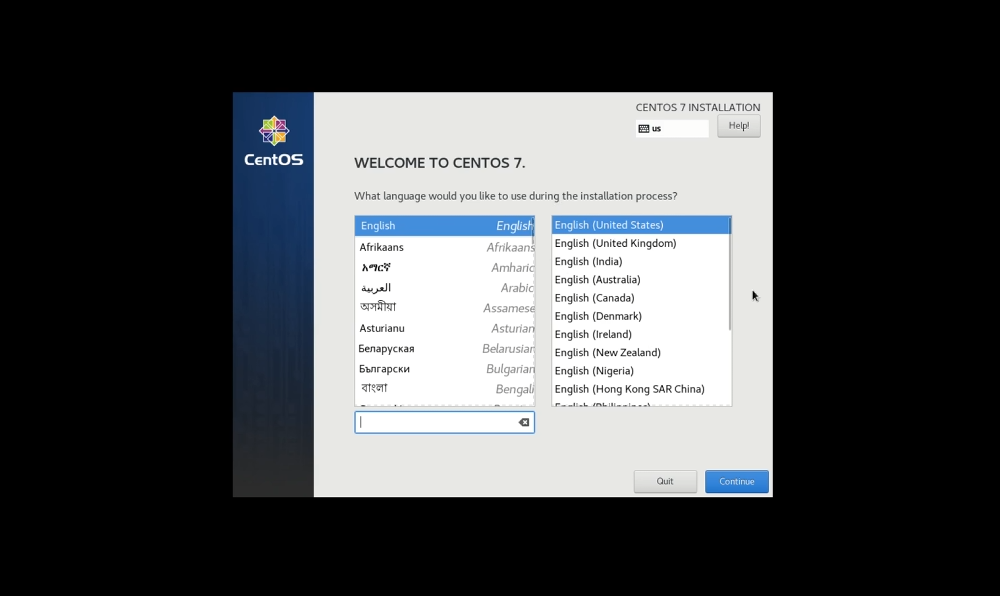 CENTOS 7 INSTALLATION
us
Help!
CentOS
WELCOME TO CENTOS 7.
What language would you like to use during the installation process?
English English
Afrikaans Afrikaans
አማርኛ Amharic
العربية Arabic
অসমীয়া Assamese
Asturianu Asturian
Беларуская Belarusian
Български Bulgarian
বাংলা Bengali
English (United States)
English (United Kingdom)
English (India)
English (Australia)
English (Canada)
English (Denmark)
English (Ireland)
English (New Zealand)
English (Nigeria)
English (Hong Kong SAR China)
English (Philippines)
Quit
Continue